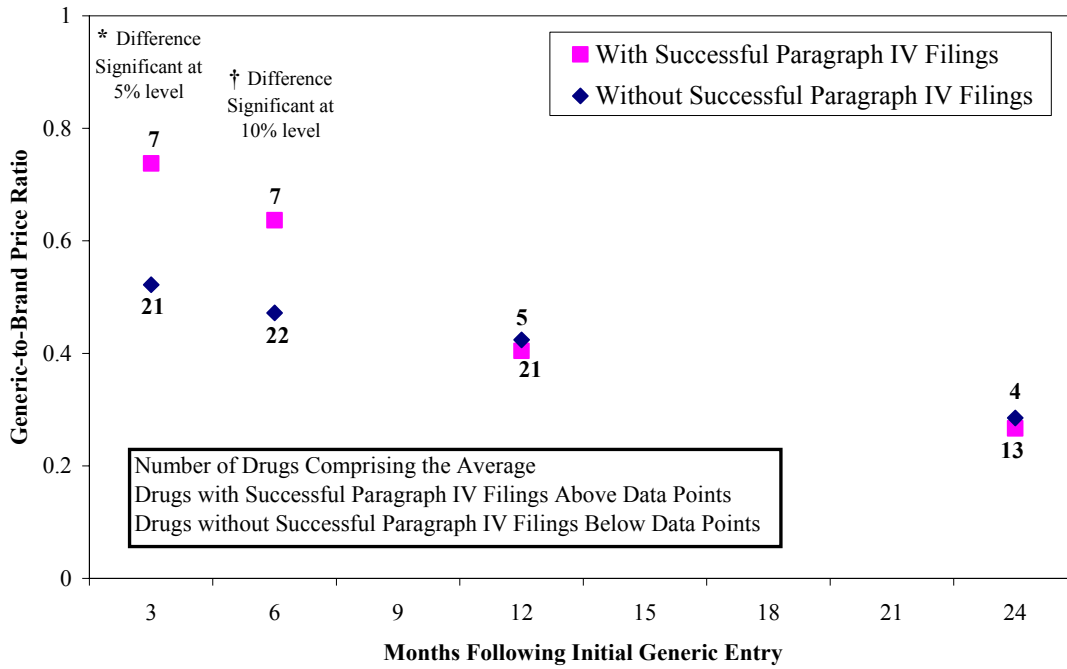 1
* Difference
Significant at
5% level
† Difference
Significant at
10% level
With Successful Paragraph IV Filings
Without Successful Paragraph IV Filings
0.8
7
7
0.6
21
22
5
0.4
21
4
13
0.2
Number of Drugs Comprising the Average
Drugs with Successful Paragraph IV Filings Above Data Points
Drugs without Successful Paragraph IV Filings Below Data Points
0
3 6 9 12 15 18 21 24
Months Following Initial Generic Entry
Generic-to-Brand Price Ratio